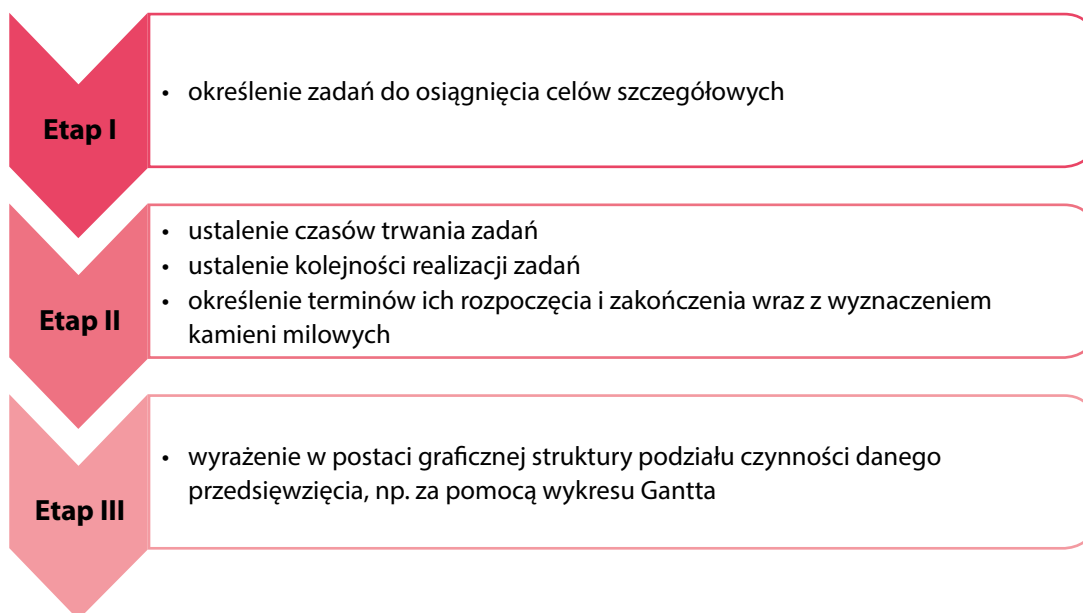 Etap I
• określenie zadań do osiągnięcia celów szczegółowych
Etap II
• ustalenie czasów trwania zadań
• ustalenie kolejności realizacji zadań
• określenie terminów ich rozpoczęcia i zakończenia wraz z wyznaczeniem
kamieni milowych
Etap III
• wyrażenie w postaci graficznej struktury podziału czynności danego
przedsięwzięcia, np. za pomocą wykresu Gantta